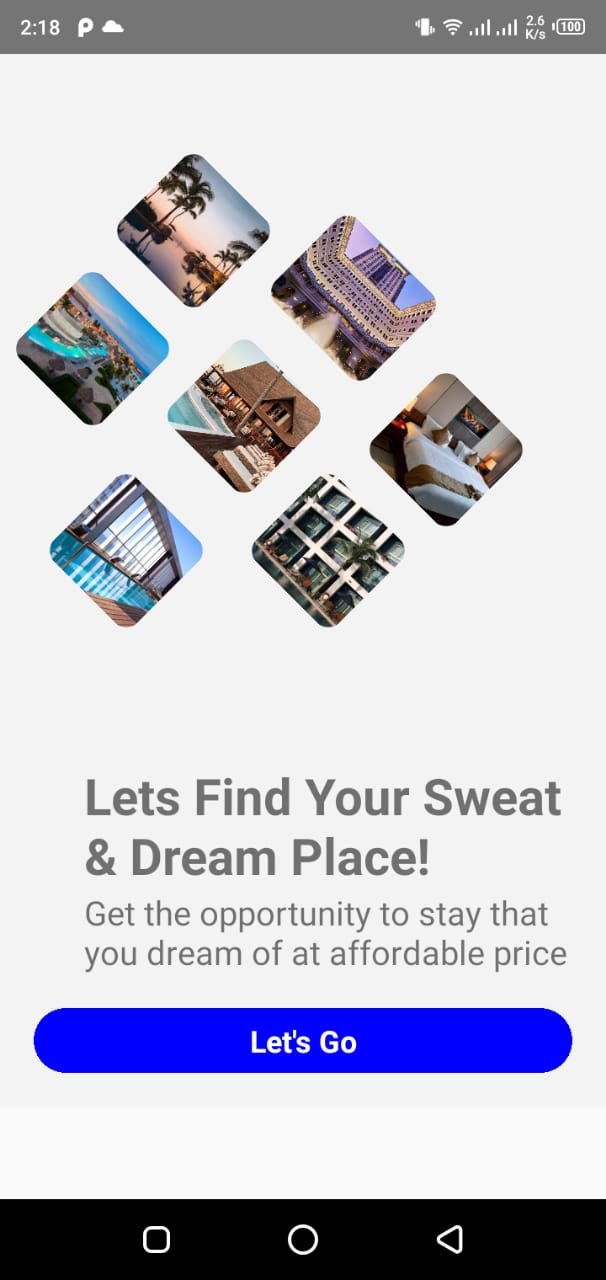 2:18
2.6
K/s
100
Lets Find Your Sweat
& Dream Place!
Get the opportunity to stay that
you dream of at affordable price
Let's Go